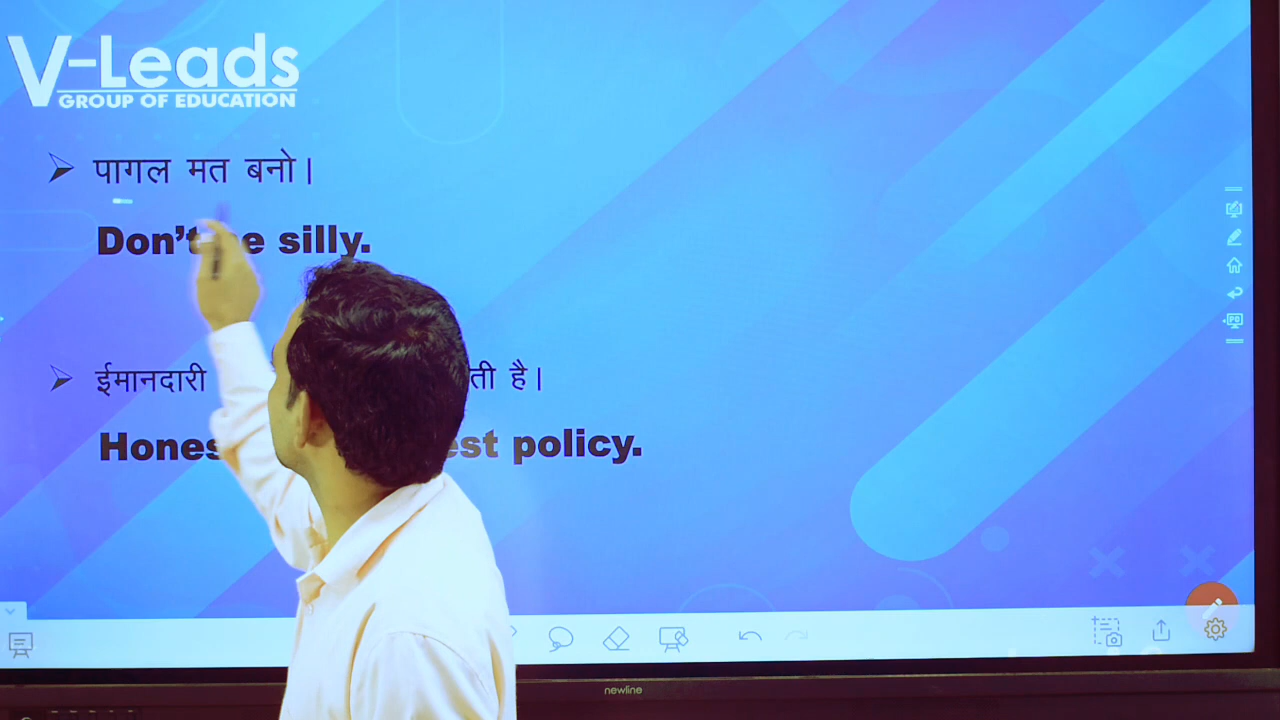 V-Leads
GROUP OF EDUCATION
पागल मत बनो।
Don't silly.
ईमानदारी है।
policy.
newline